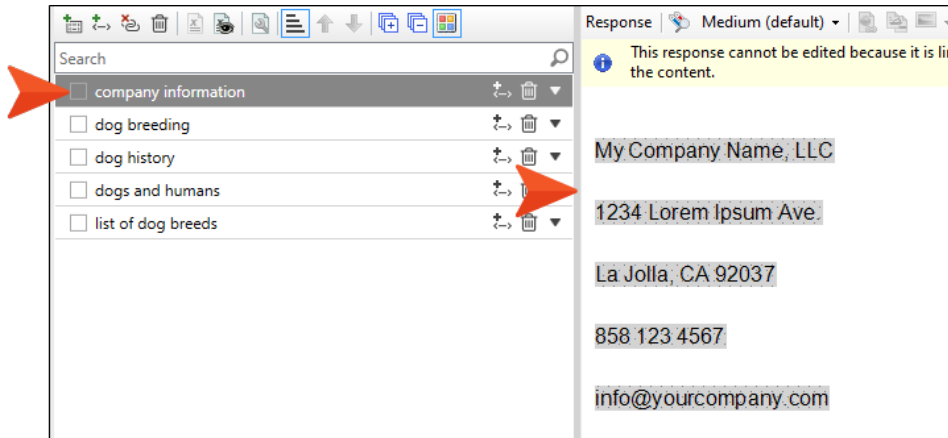 Response Medium (default)
Search
This response cannot be edited because it is
the content.
company information
dog breeding
dog history
dogs and humans
list of dog breeds
My Company Name, LLC
1234 Lorem Ipsum Ave.
La Jolla, CA 92037
858 123 4567
info@yourcompany.com